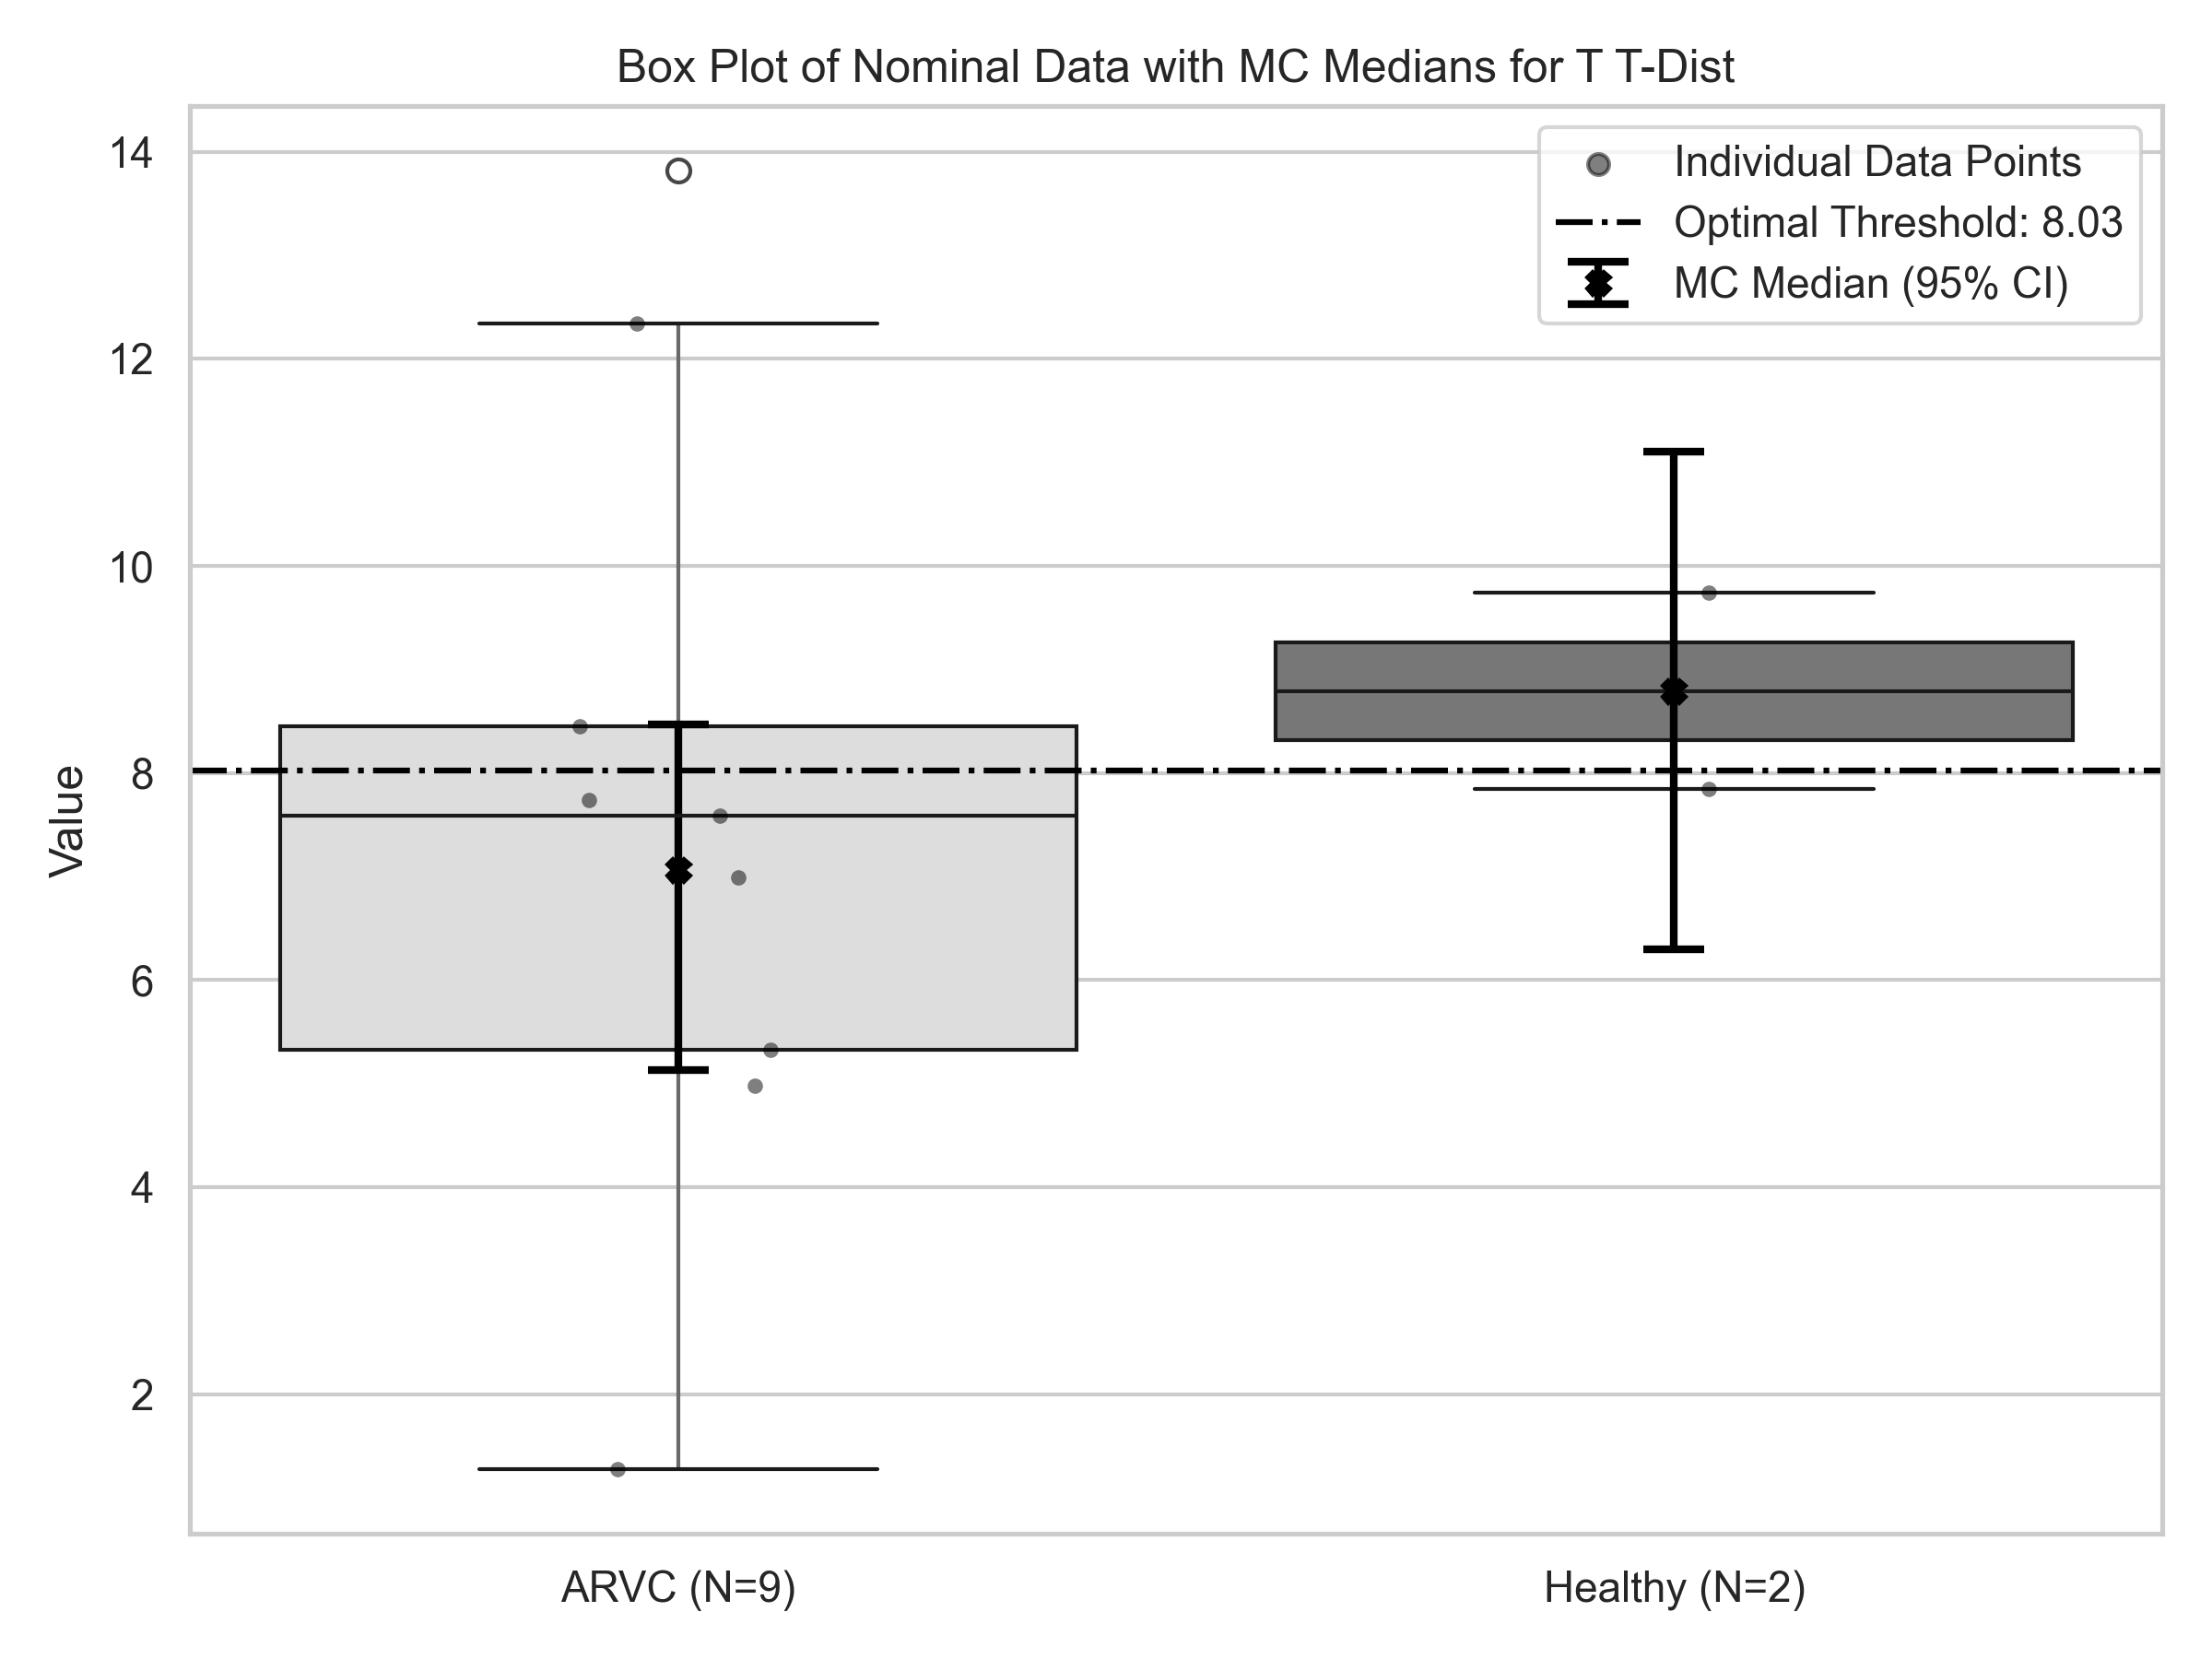 Box Plot of Nominal Data with MC Medians for T T-Dist
Individual Data Points
Optimal Threshold: 8.03
MC Median (95% CI)
Value
14
12
10
8
6
4
2
ARVC (N=9)
Healthy (N=2)